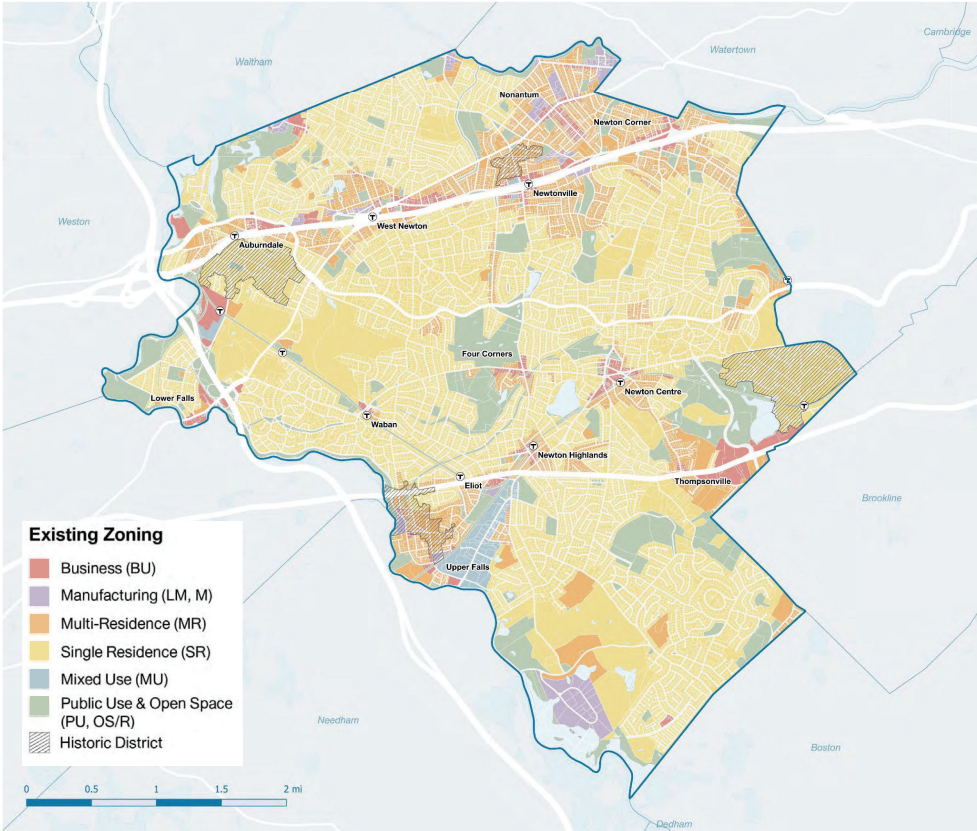 Cambridge
Watertown
Waltham
Nonantum
Newton Corner
Newtonville
Weston
West Newton
Auburndale
Four Corners
Newton Centre
Lower Falls
Waban
Newton Highlands
Thompsonville
Eliot
Brookline
Upper Falls
Existing Zoning
Business (BU)
Manufacturing (LM, M)
Multi-Residence (MR)
Single Residence (SR)
Mixed Use (MU)
Public Use & Open Space
(PU, OS/R)
Historic District
Needham
Boston
0 0.5 1 1.5 2 mi
Dedham